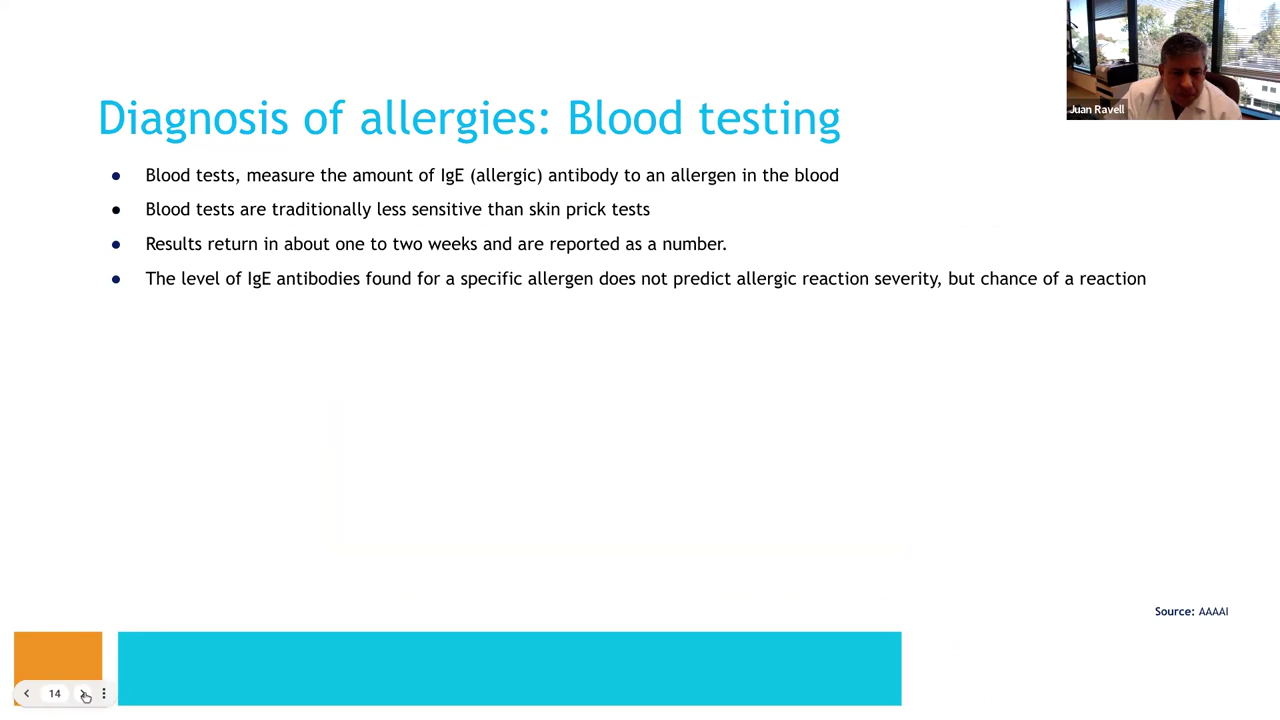 Juan Ravell
Diagnosis of allergies: Blood testing
● Blood tests, measure the amount of IgE (allergic) antibody to an allergen in the blood
● Blood tests are traditionally less sensitive than skin prick tests
● Results return in about one to two weeks and are reported as a number.
● The level of IgE antibodies found for a specific allergen does not predict allergic reaction severity, but chance of a reaction
Source: AAAAI
14